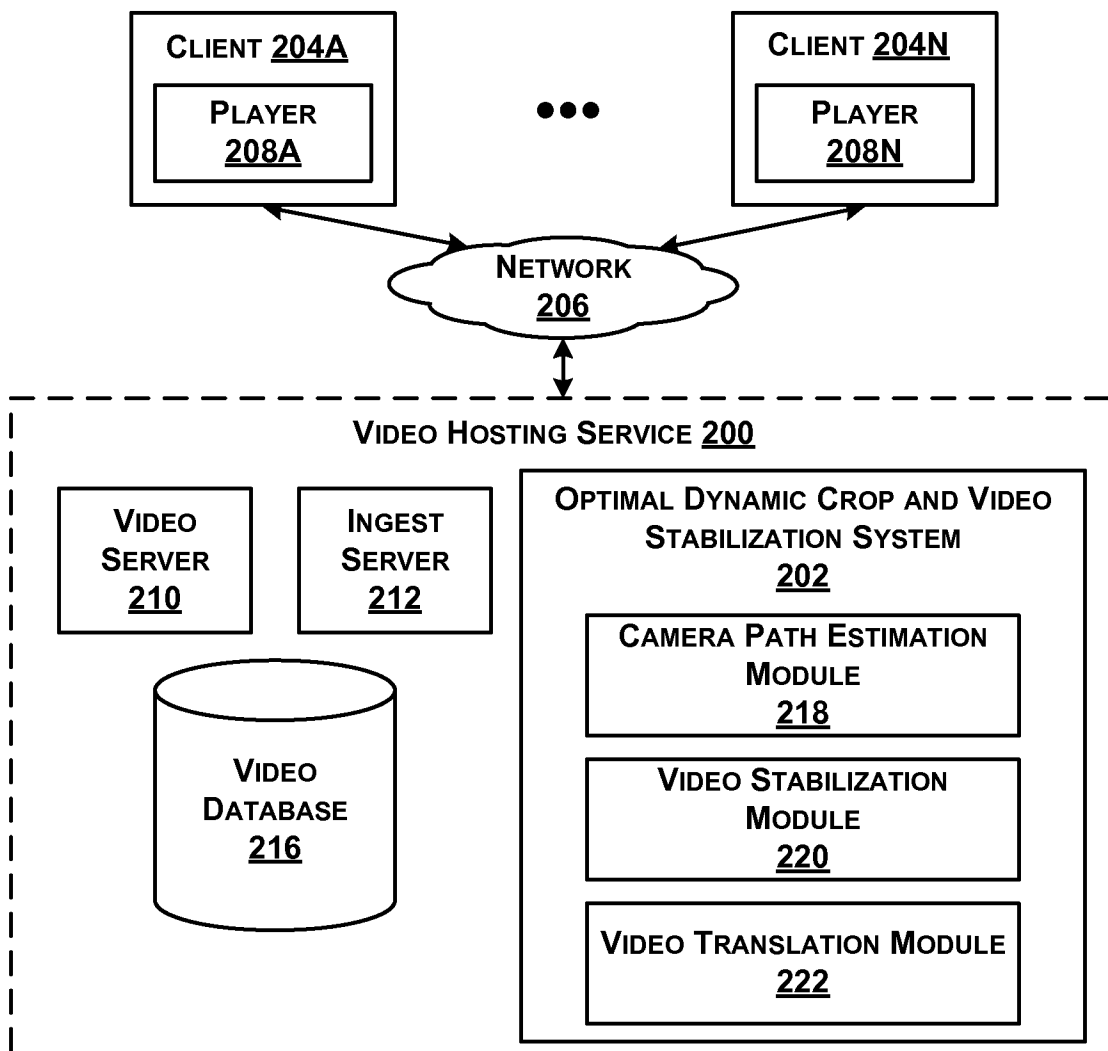 CLIENT 204A
PLAYER
208A
CLIENT 204N
PLAYER
208N
NETWORK
206
VIDEO HOSTING SERVICE 200
VIDEO
SERVER
210
INGEST
SERVER
212
VIDEO
DATABASE
216
OPTIMAL DYNAMIC CROP AND VIDEO
STABILIZATION SYSTEM
202
CAMERA PATH ESTIMATION
MODULE
218
VIDEO STABILIZATION
MODULE
220
VIDEO TRANSLATION MODULE
222